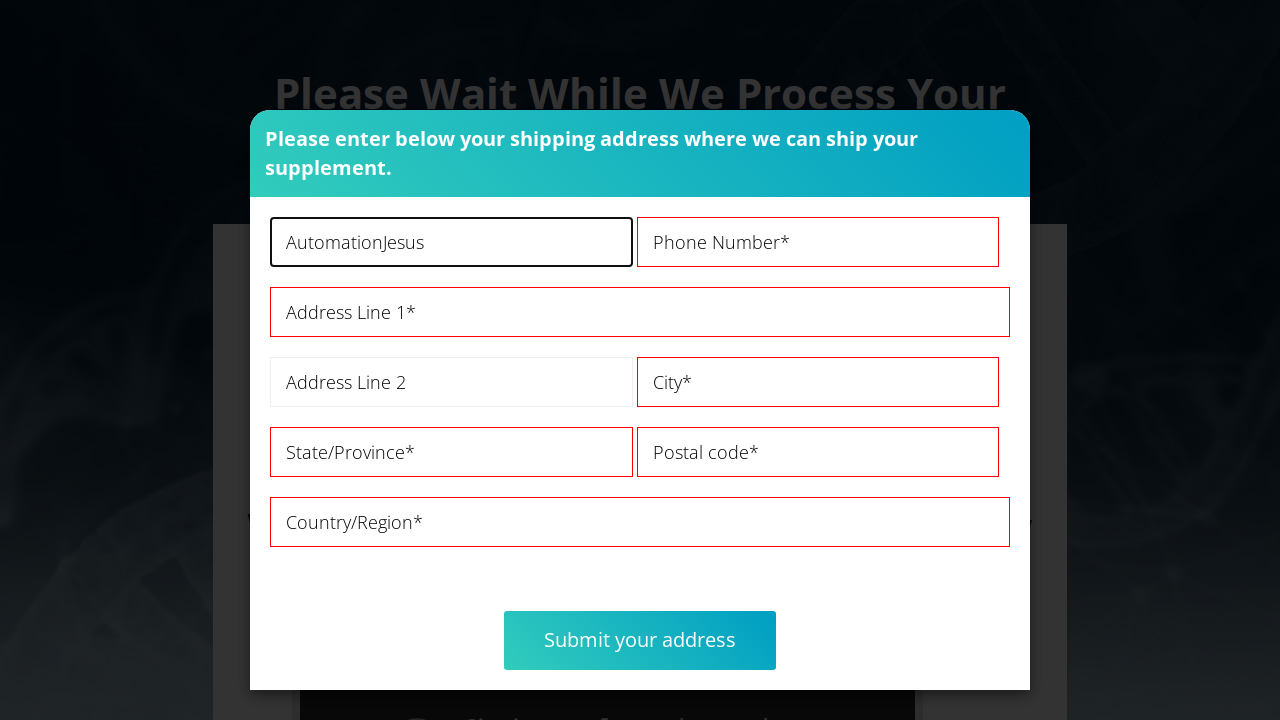 Please Wait While We Process Your
Please enter below your shipping address where we can ship your
supplement.
AutomationJesus
Phone Number*
Address Line 1*
Address Line 2
City*
State/Province*
Postal code*
Country/Region*
Submit your address